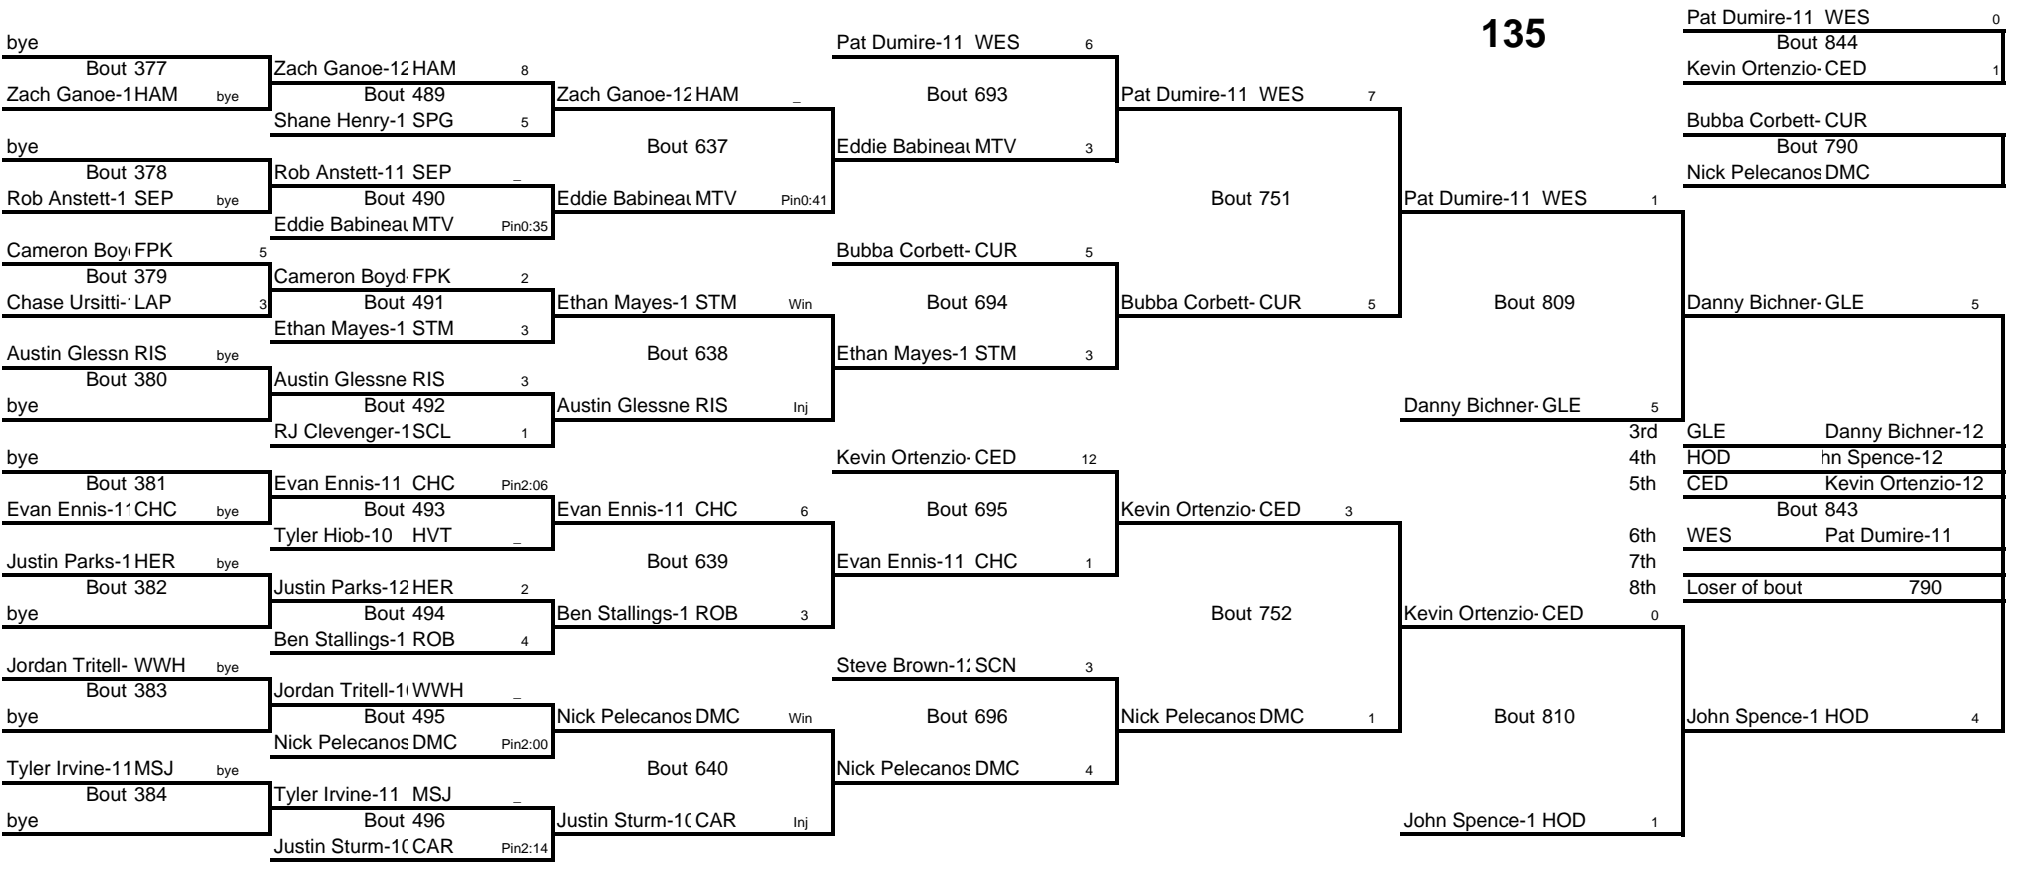 135
bye
Bout 377
Zach Ganoe-1 HAM bye
bye
Bout 378
Rob Anstett-1 SEP bye
Cameron Boy FPK 5
Bout 379
Chase Ursitti- LAP 3
Austin Glessn RIS bye
Bout 380
bye
bye
Bout 381
Evan Ennis-1 CHC bye
Justin Parks-1 HER bye
Bout 382
bye
Jordan Tritell- WWH bye
Bout 383
bye
Tyler Irvine-11 MSJ bye
Bout 384
bye
Zach Ganoe-12 HAM 8
Bout 489
Shane Henry-1 SPG 5
Rob Anstett-11 SEP _
Bout 490
Eddie Babineau MTV Pin0:35
Cameron Boyd- FPK 2
Bout 491
Ethan Mayes-1 STM 3
Austin Glessne RIS 3
Bout 492
RJ Clevenger-1 SCL 1
Evan Ennis-11 CHC Pin2:06
Bout 493
Tyler Hiob-10 HVT _
Justin Parks-12 HER 2
Bout 494
Ben Stallings-1 ROB 4
Jordan Tritell-1 WWH _
Bout 495
Nick Pelecanos DMC Pin2:00
Tyler Irvine-11 MSJ _
Bout 496
Justin Sturm-10 CAR Pin2:14
Zach Ganoe-12 HAM _
Bout 637
Eddie Babineau MTV Pin0:41
Ethan Mayes-1 STM Win
Bout 638
Austin Glessne RIS Inj
Evan Ennis-11 CHC 6
Bout 639
Ben Stallings-1 ROB 3
Nick Pelecanos DMC Win
Bout 640
Justin Sturm-10 CAR Inj
Pat Dumire-11 WES 6
Bout 693
Eddie Babineau MTV 3
Bubba Corbett- CUR 5
Bout 694
Ethan Mayes-1 STM 3
Kevin Ortenzio- CED 12
Bout 695
Evan Ennis-11 CHC 1
Steve Brown-12 SCN 3
Bout 696
Nick Pelecanos DMC 4
Pat Dumire-11 WES 7
Bout 751
Bubba Corbett- CUR 5
Kevin Ortenzio- CED 3
Bout 752
Nick Pelecanos DMC 1
Pat Dumire-11 WES 1
Bout 809
Danny Bichner- GLE 5
Kevin Ortenzio- CED 0
Bout 810
John Spence-1 HOD 1
Pat Dumire-11 WES 0
Bout 844
Kevin Ortenzio- CED 1
Bubba Corbett- CUR
Bout 790
Nick Pelecanos DMC
Danny Bichner- GLE 5
3rd GLE Danny Bichner-12
4th HOD hn Spence-12
5th CED Kevin Ortenzio-12
Bout 843
6th WES Pat Dumire-11
7th
8th Loser of bout 790
John Spence-1 HOD 4